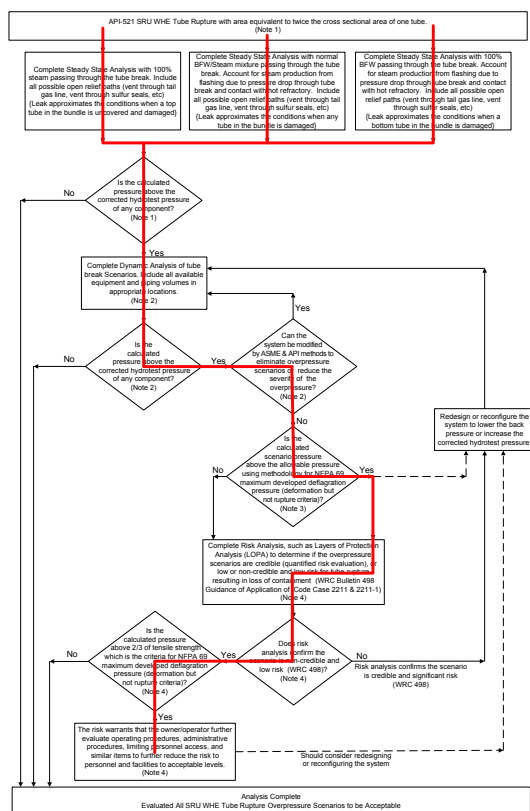 API-521 SRU WHE Tube Rupture with area equivalent to twice the cross sectional area of one tube.
(Note 1)
Complete Steady State Analysis with 100%
steam passing through the tube break. Include
all possible open relief paths (vent through tail
gas line, vent through sulfur seals, etc)
{Leak approximates the conditions when a top
tube in the bundle is uncovered and damaged}
Complete Steady State Analysis with normal
BFW/Steam mixture passing through the tube
break. Account for steam production from
flashing due to pressure drop through tube
break and contact with hot refractory. Include
all possible open relief paths (vent through tail
gas line, vent through sulfur seals, etc)
{Leak approximates the conditions when any
tube in the bundle is damaged}
Complete Steady State Analysis with 100%
BFW passing through the tube break. Account
for steam production from flashing due to
pressure drop through tube break and contact
with hot refractory. Include all possible open
relief paths (vent through tail gas line, vent
through sulfur seals, etc)
{Leak approximates the conditions when a
bottom tube in the bundle is damaged}
No
Is the calculated
pressure above the
corrected hydrotest pressure
of any component?
(Note 1)
Yes
Complete Dynamic Analysis of tube
break Scenarios. Include all available
equipment and piping volumes in
appropriate locations.
(Note 2)
Yes
No
Is the
calculated
pressure above the
corrected hydrotest pressure
of any component?
(Note 2)
Yes
Can the
system be modified
by ASME & API methods to
eliminate overpressure
scenarios or reduce
the severity of the
overpressure?
(Note 2)
No
Redesign or reconfigure the
system to lower the back
pressure or increase the
corrected hydrotest pressure
No
Is the
calculated
scenario pressure
above the allowable pressure
using methodology for NFPA 69
maximum developed deflagration
pressure (deformation but
not rupture criteria)?
(Note 3)
Yes
Complete Risk Analysis, such as Layers of Protection
Analysis (LOPA) to determine if the overpressure
scenarios are credible (quantified risk evaluation), or
low or non-credible and low risk for tube rupture
resulting in loss of containment (WRC Bulletin 498
Guidance of Application of Code Case 2211 & 2211-1)
(Note 4)
No
Is the
calculated
pressure above
above 2/3 of tensile strength
which is the criteria for NFPA 69
maximum developed deflagration
pressure (deformation but
not rupture criteria)?
(Note 4)
Yes
Does risk
analysis confirm the
scenario is non-credible and
low risk (WRC 498)?
(Note 4)
No
Risk analysis confirms the scenario
is credible and significant risk
(WRC 498)
Yes
The risk warrants that the owner/operator further
evaluate operating procedures, administrative
procedures, limiting personnel access, and
similar items to further reduce the risk to
personnel and facilities to acceptable levels.
(Note 4)
Should consider redesigning
or reconfiguring the system
Analysis Complete
Evaluated All SRU WHE Tube Rupture Overpressure Scenarios to be Acceptable